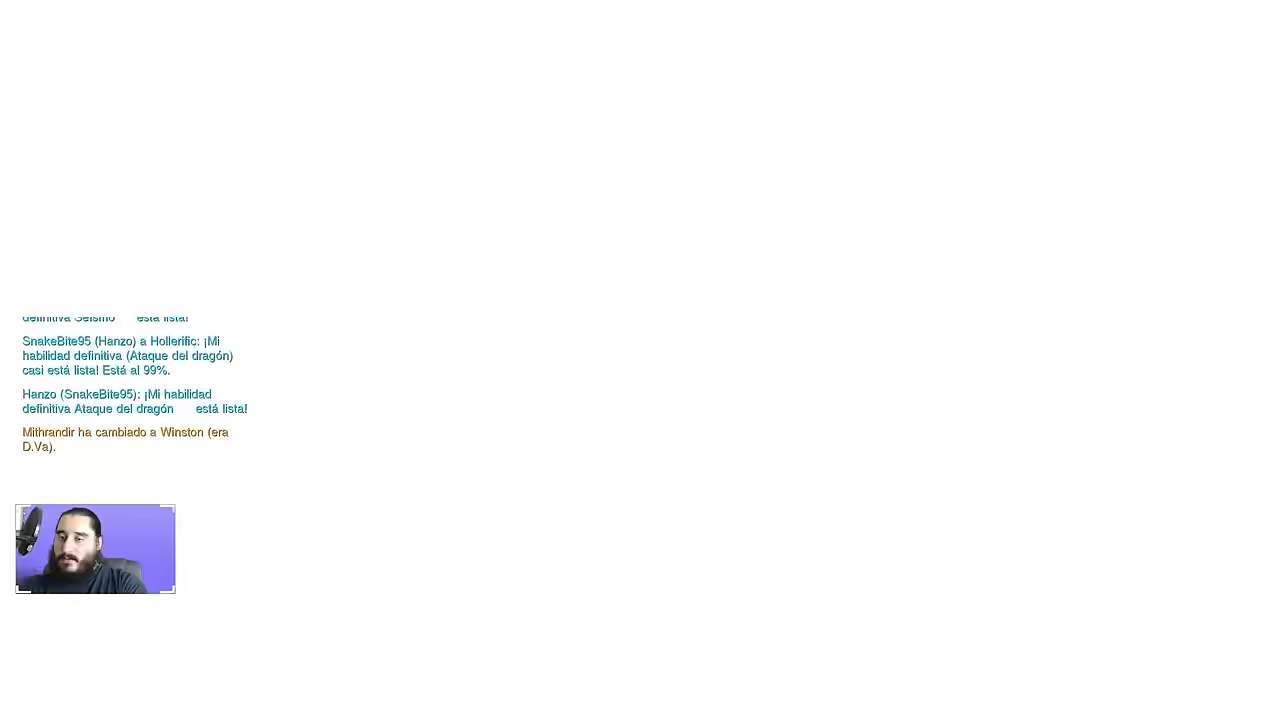 definitiva Seísmo está lista!
SnakeBite95 (Hanzo) a Hollerific: ¡Mi
habilidad definitiva (Ataque del dragón)
casi está lista! Está al 99%.
Hanzo (SnakeBite95): ¡Mi habilidad
definitiva Ataque del dragón está lista!
Mithrandir ha cambiado a Winston (era
D.Va).